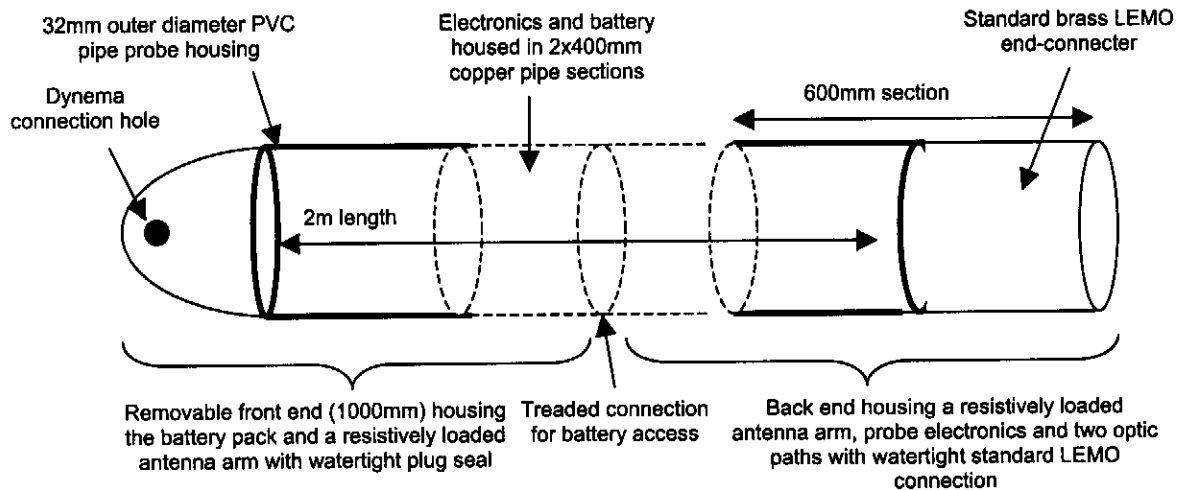 32mm outer diameter PVC
pipe probe housing
Electronics and battery
housed in 2x400mm
copper pipe sections
Standard brass LEMO
end-connecter
Dynema
connection hole
600mm section
2m length
Removable front end (1000mm) housing
the battery pack and a resistively loaded
antenna arm with watertight plug seal
Treaded connection
for battery access
Back end housing a resistively loaded
antenna arm, probe electronics and two optic
paths with watertight standard LEMO
connection